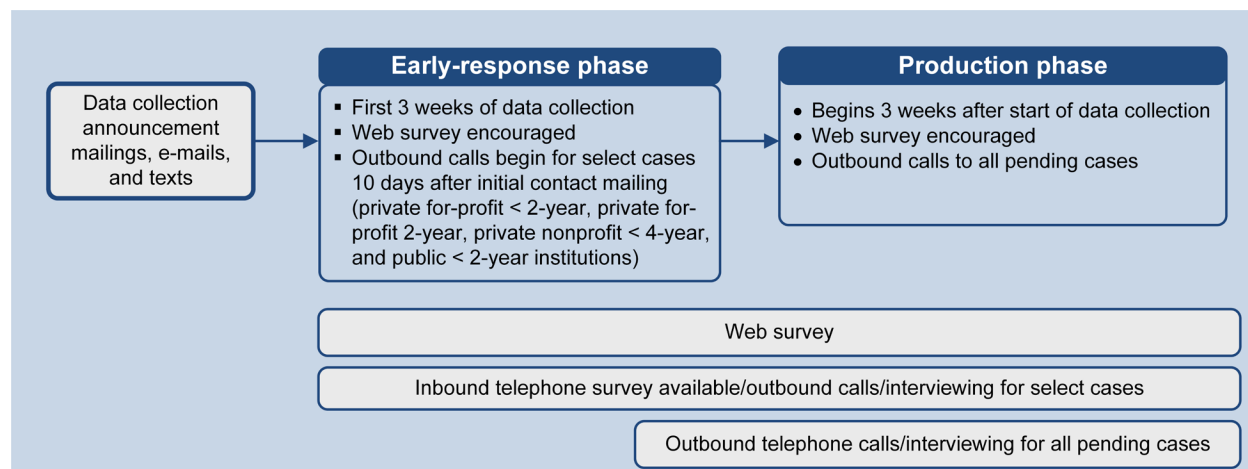 Data collection
announcement
mailings, e-mails,
and texts
Early-response phase
▪ First 3 weeks of data collection
▪ Web survey encouraged
▪ Outbound calls begin for select cases
10 days after initial contact mailing
(private for-profit < 2-year, private for-
profit 2-year, private nonprofit < 4-year,
and public < 2-year institutions)
Production phase
• Begins 3 weeks after start of data collection
• Web survey encouraged
• Outbound calls to all pending cases
Web survey
Inbound telephone survey available/outbound calls/interviewing for select cases
Outbound telephone calls/interviewing for all pending cases